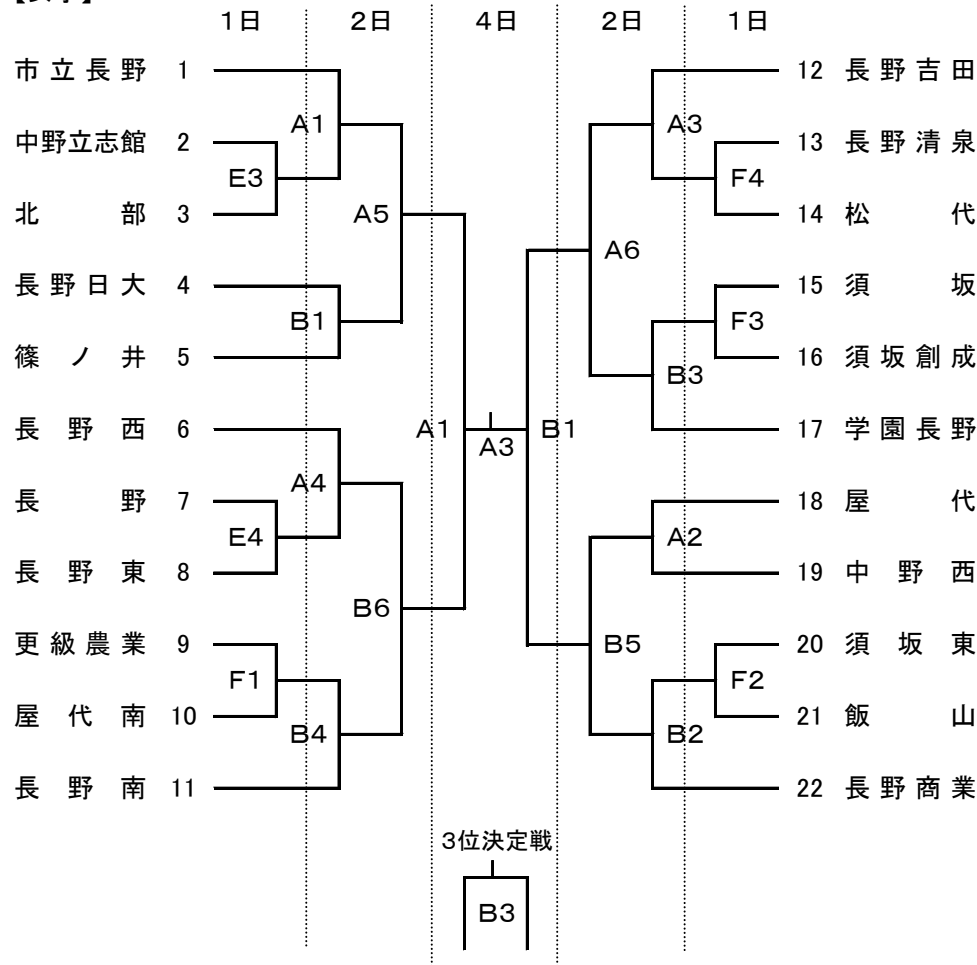 1日 2日 4日 2日 1日
市立長野 1 12 長野吉田
A1 A3
中野立志館 2 13 長野清泉
E3 F4
北部 3 A5 14 松代
A6
長野日大 4 15 須坂
B1 F3
篠ノ井 5 16 須坂創成
B3
長野西 6 A1 A3 B1 17 学園長野
A4
長野 7 18 屋代
E4 A2
長野東 8 19 中野西
B6
更級農業 9 B5 20 須坂東
F1 F2
屋代南 10 21 飯山
B4 B2
長野南 11 22 長野商業
3位決定戦
B3